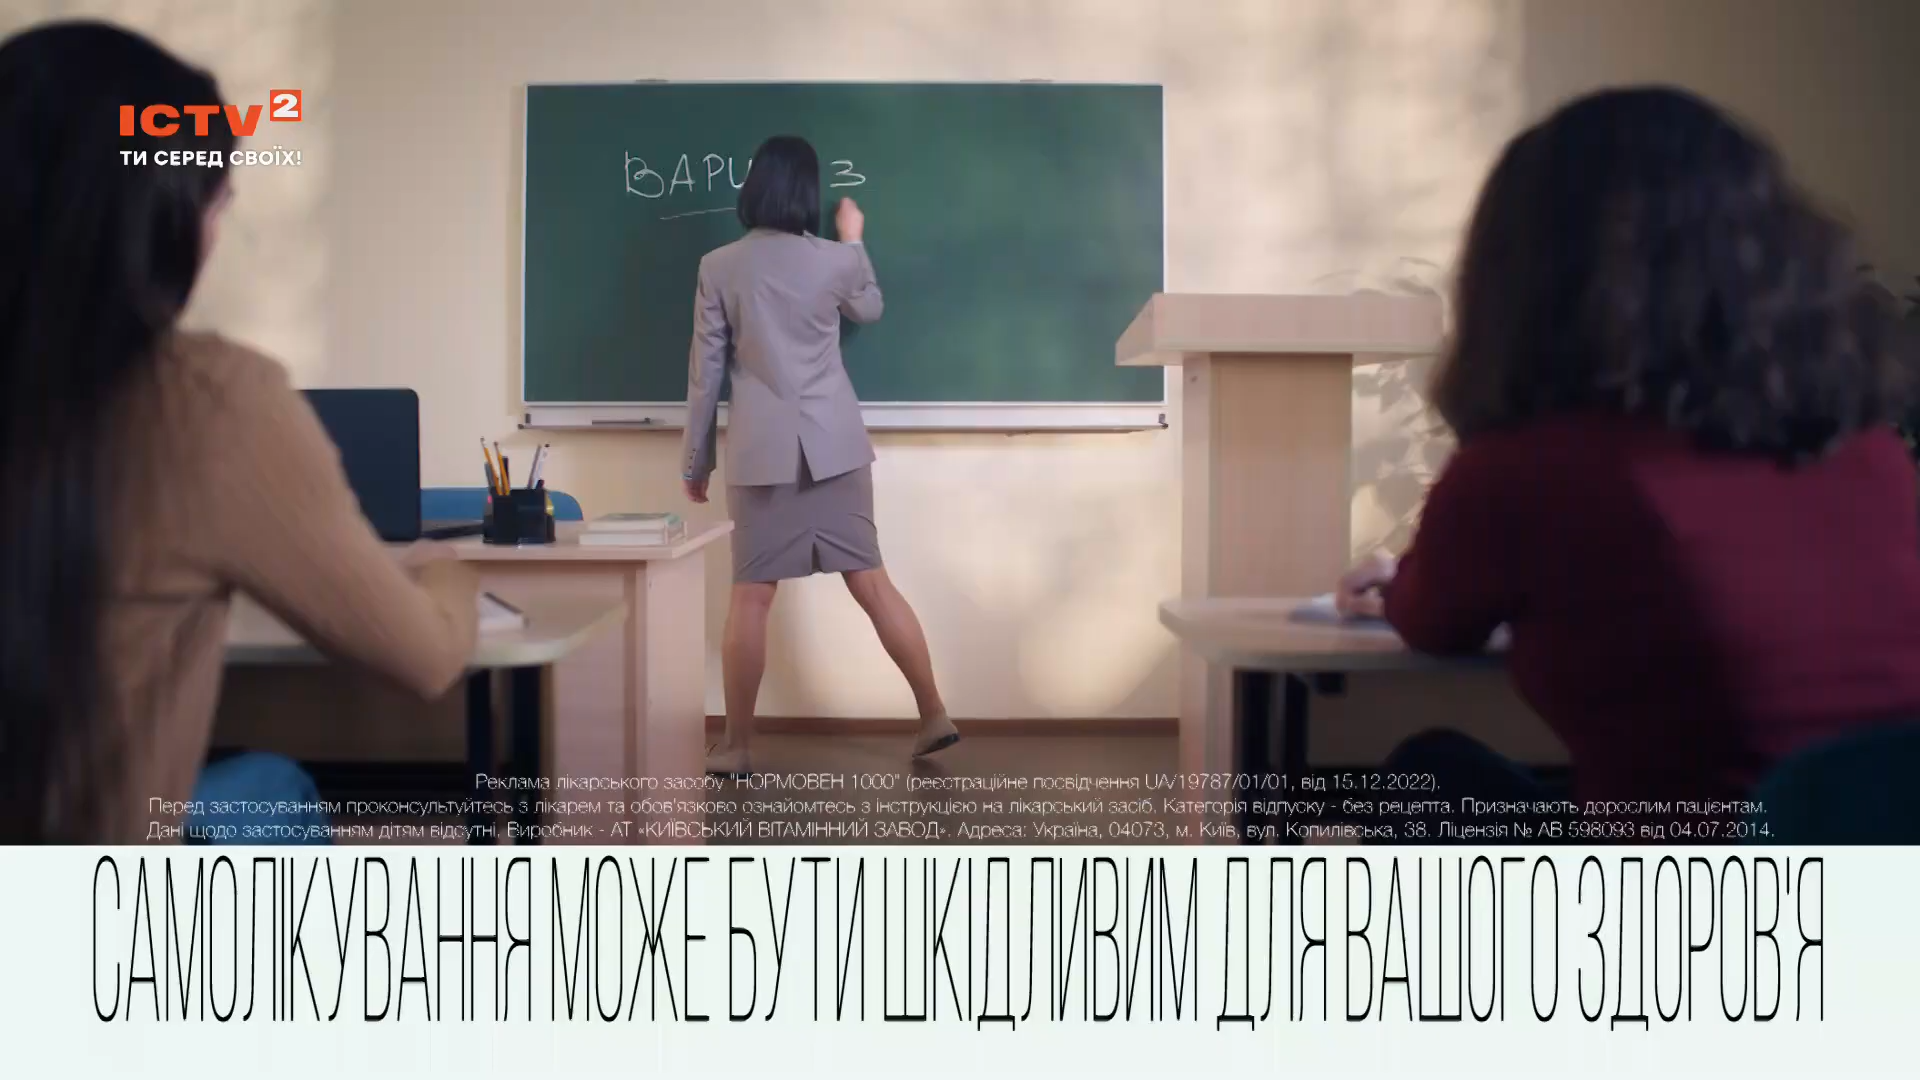 ICTV2
ТИ СЕРЕД СВОЇХ!
Реклама лікарського засобу "НОРМОВЕН 1000" (реєстраційне посвідчення UA/19787/01/01, від 15.12.2022).
Перед застосуванням проконсультуйтесь з лікарем та обов'язково ознайомтесь з інструкцією на лікарський засіб. Категорія відпуску - без рецепта. Призначають дорослим пацієнтам.
Дані щодо застосуванням дітям відсутні. Виробник - АТ «КИЇВСЬКИЙ ВІТАМІННИЙ ЗАВОД». Адреса: Україна, 04073, м. Київ, вул. Копилівська, 38. Ліцензія № АВ 598093 від 04.07.2014.
САМОЛІКУВАННЯ МОЖЕ БУТИ ШКІДЛИВИМ ДЛЯ ВАШОГО ЗДОРОВ'Я